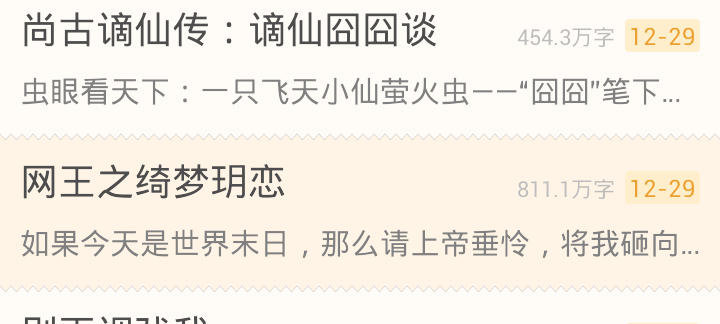 尚古谪仙传：谪仙囧囧谈 454.3万字 12-29
虫眼看天下：一只飞天小仙萤火虫——“囧囧”笔下...
网王之绮梦玥恋 811.1万字 12-29
如果今天是世界末日，那么请上帝垂怜，将我砸向...